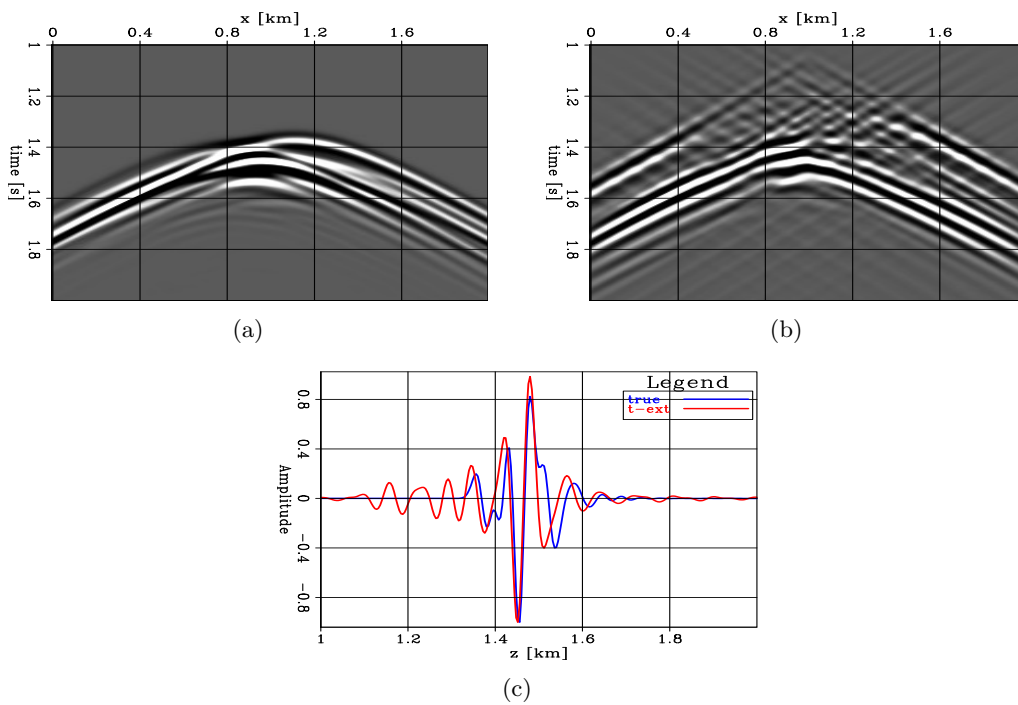 x [km]
0 0.4 0.8 1.2 1.6
1
1.2
1.4
1.6
1.8
time [s]
(a)
x [km]
0 0.4 0.8 1.2 1.6
1
1.2
1.4
1.6
1.8
time [s]
(b)
Legend
true
t-ext
0.8
0.4
0
-0.4
-0.8
Amplitude
1 1.2 1.4 1.6 1.8
z [km]
(c)